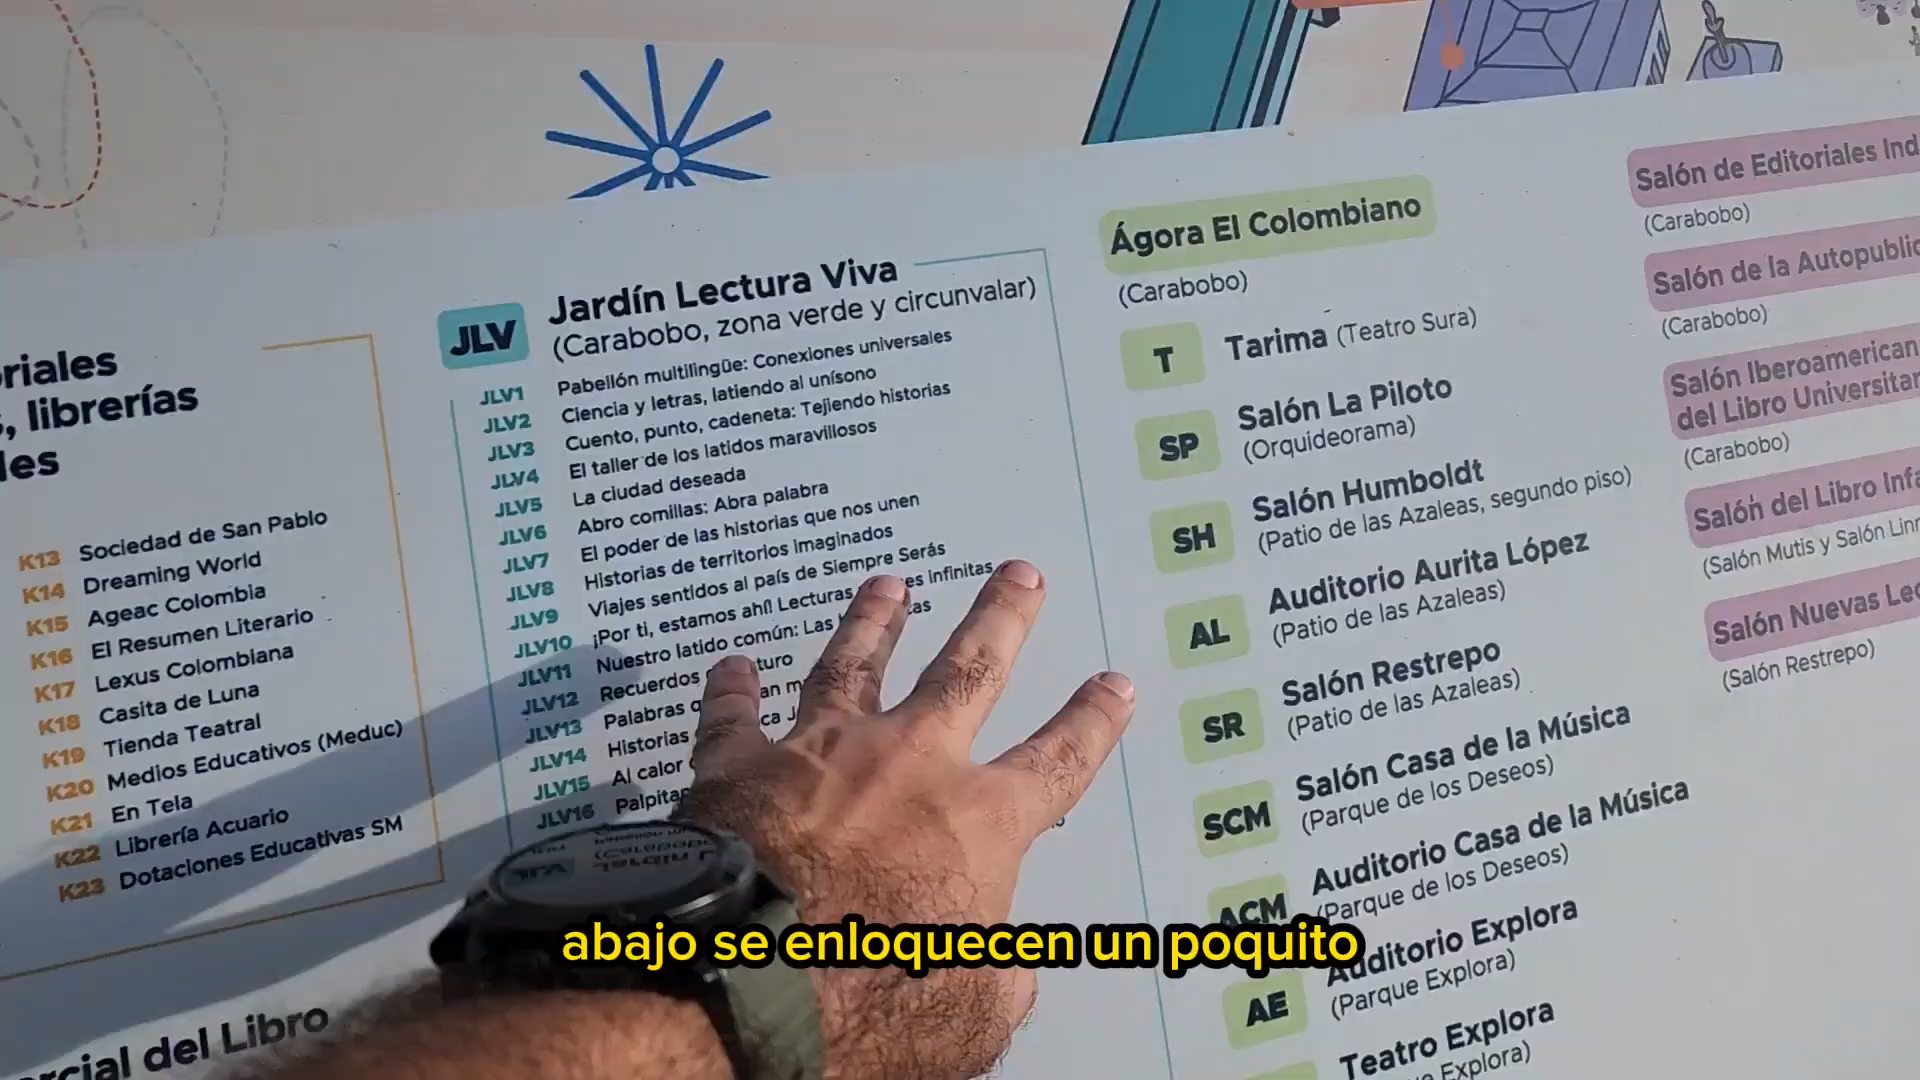 riales
, librerías
les
K13 Sociedad de San Pablo
K14 Dreaming World
K15 Ageac Colombia
K16 El Resumen Literario
K17 Lexus Colombiana
K18 Casita de Luna
K19 Tienda Teatral
K20 Medios Educativos (Meduc)
K21 En Tela
K22 Librería Acuario
K23 Dotaciones Educativas SM
rcial del Libro
JLV Jardín Lectura Viva
(Carabobo, zona verde y circunvalar)
JLV1 Pabellón multilingüe: Conexiones universales
JLV2 Ciencia y letras, latiendo al unísono
JLV3 Cuento, punto, cadeneta: Tejiendo historias
JLV4 El taller de los latidos maravillosos
JLV5 La ciudad deseada
JLV6 Abro comillas: Abra palabra
JLV7 El poder de las historias que nos unen
JLV8 Historias de territorios imaginados
JLV9 Viajes sentidos al país de Siempre Serás
JLV10 ¡Por ti, estamos ahí! Lecturas es Infinitas
JLV11 Nuestro latido común: Las
JLV12 Recuerdos turo
JLV13 Palabras
JLV14 Historias
JLV15 Al calor
JLV16
Ágora El Colombiano
(Carabobo)
T Tarima (Teatro Sura)
SP Salón La Piloto
(Orquideorama)
SH Salón Humboldt
(Patio de las Azaleas, segundo piso)
AL Auditorio Aurita López
(Patio de las Azaleas)
SR Salón Restrepo
(Patio de las Azaleas)
SCM Salón Casa de la Música
(Parque de los Deseos)
ACM Auditorio Casa de la Música
(Parque de los Deseos)
AE Auditorio Explora
(Parque Explora)
Teatro Explora
Explora)
Salón de Editoriales Ind
(Carabobo)
Salón de la Autopublic
(Carabobo)
Salón Iberoamerican
del Libro Universitar
(Carabobo)
Salón del Libro Infa
(Salón Mutis y Salón Linn
Salón Nuevas Lec
(Salón Restrepo)
abajo se enloquecen un poquito